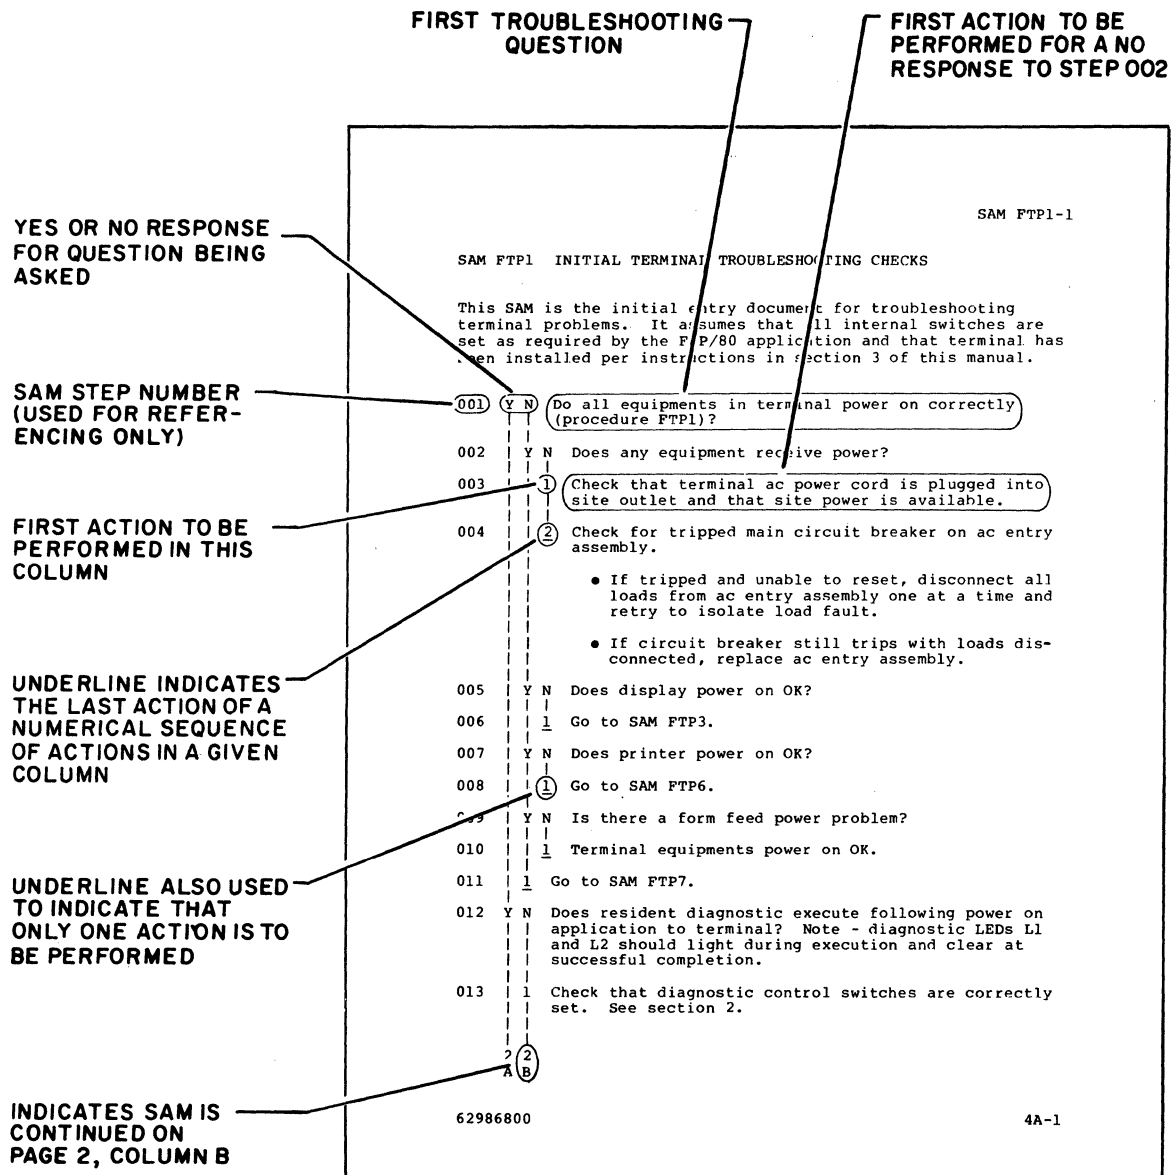 FIRST TROUBLESHOOTING
QUESTION
FIRST ACTION TO BE
PERFORMED FOR A NO
RESPONSE TO STEP 002
YES OR NO RESPONSE
FOR QUESTION BEING
ASKED
SAM STEP NUMBER
(USED FOR REFER-
ENCING ONLY)
FIRST ACTION TO BE
PERFORMED IN THIS
COLUMN
UNDERLINE INDICATES
THE LAST ACTION OF A
NUMERICAL SEQUENCE
OF ACTIONS IN A GIVEN
COLUMN
UNDERLINE ALSO USED
TO INDICATE THAT
ONLY ONE ACTION IS TO
BE PERFORMED
INDICATES SAM IS
CONTINUED ON
PAGE 2, COLUMN B
SAM FTP1-1
SAM FTP1 INITIAL TERMINAL TROUBLESHOOTING CHECKS
This SAM is the initial entry document for troubleshooting
terminal problems. It assumes that all internal switches are
set as required by the FTP/80 application and that terminal has
been installed per instructions in section 3 of this manual.
001 Y N Do all equipments in terminal power on correctly
(procedure FTP1)?
002 Y N Does any equipment receive power?
003 1 Check that terminal ac power cord is plugged into
site outlet and that site power is available.
004 2 Check for tripped main circuit breaker on ac entry
assembly.
• If tripped and unable to reset, disconnect all
loads from ac entry assembly one at a time and
retry to isolate load fault.
• If circuit breaker still trips with loads dis-
connected, replace ac entry assembly.
005 Y N Does display power on OK?
006 1 Go to SAM FTP3.
007 Y N Does printer power on OK?
008 1 Go to SAM FTP6.
009 Y N Is there a form feed power problem?
010 1 Terminal equipments power on OK.
011 1 Go to SAM FTP7.
012 Y N Does resident diagnostic execute following power on
application to terminal? Note - diagnostic LEDs L1
and L2 should light during execution and clear at
successful completion.
013 1 Check that diagnostic control switches are correctly
set. See section 2.
2 2
A B
62986800 4A-1